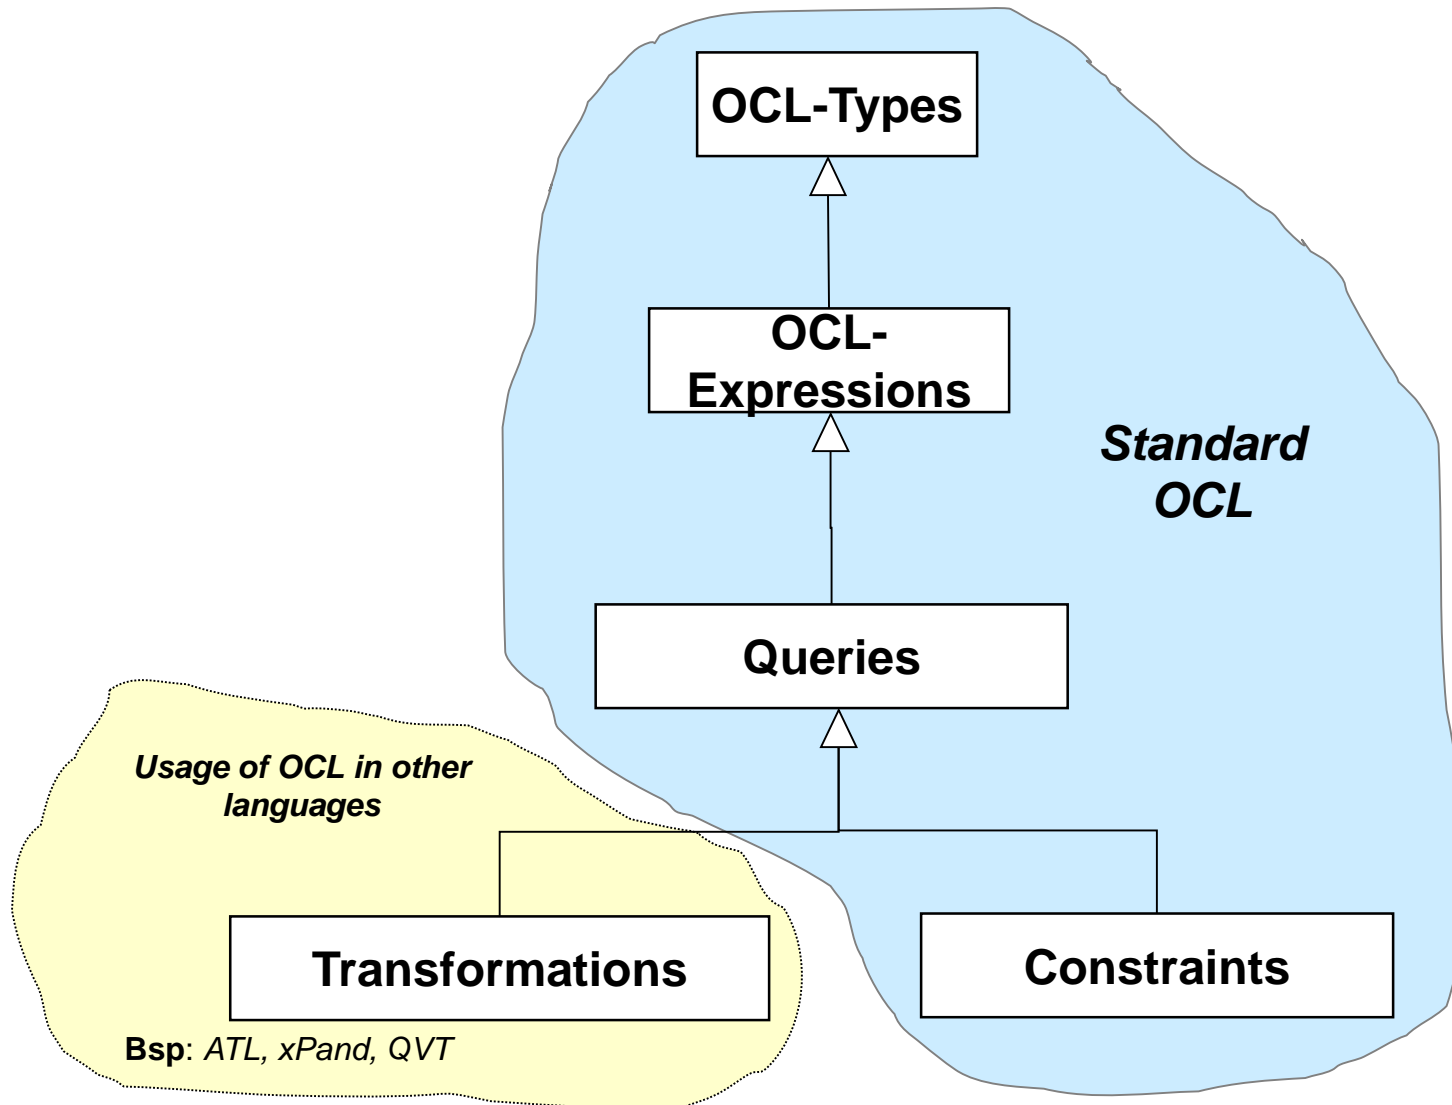 OCL-Types
OCL-
Expressions
Standard
OCL
Queries
Usage of OCL in other
languages
Transformations
Constraints
Bsp: ATL, xPand, QVT